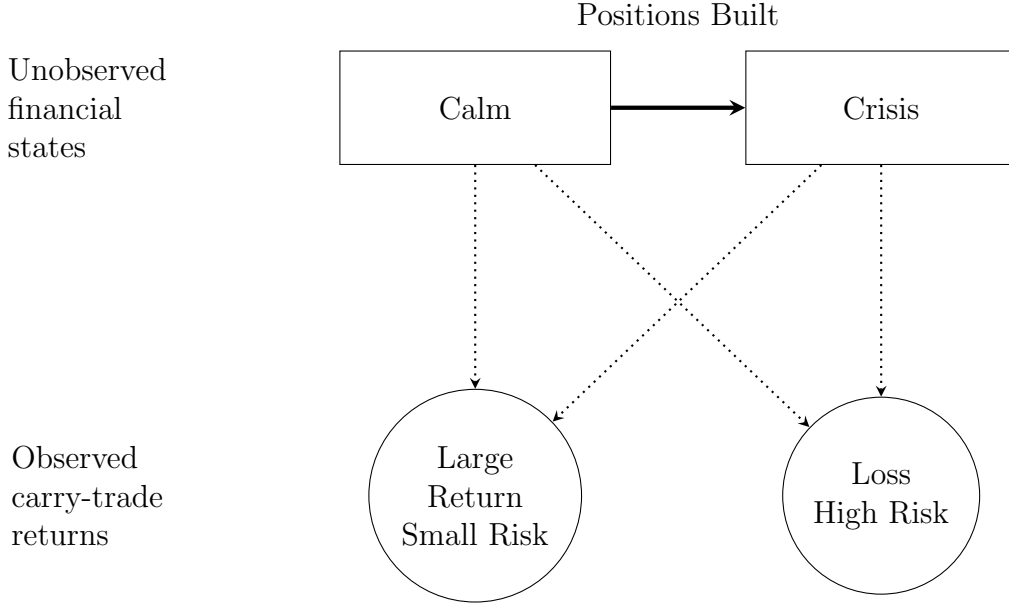 Positions Built
Unobserved
financial
states
Calm
Crisis
Observed
carry-trade
returns
Large
Return
Small Risk
Loss
High Risk